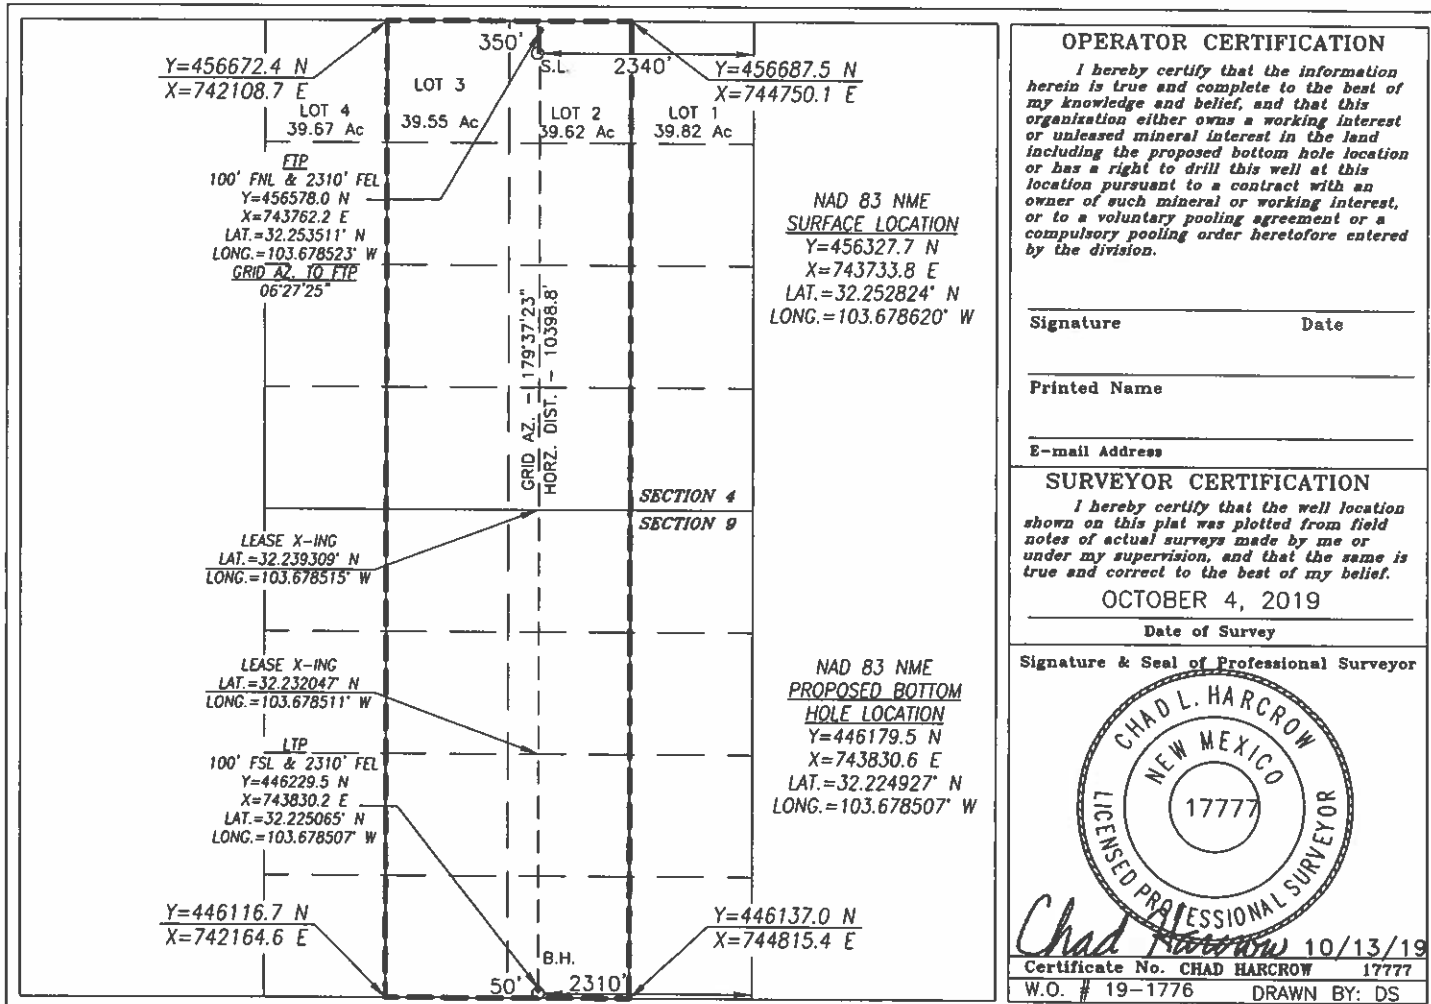 350'
S.L.
2340'
Y=456672.4 N
X=742108.7 E
Y=456687.5 N
X=744750.1 E
LOT 4
39.67 Ac
LOT 3
39.55 Ac
LOT 2
39.62 Ac
LOT 1
39.82 Ac
FTP
100' FNL & 2310' FEL
Y=456578.0 N
X=743762.2 E
LAT.=32.253511° N
LONG.=103.678523° W
GRID AZ. TO FTP
06°27'25"
NAD 83 NME
SURFACE LOCATION
Y=456327.7 N
X=743733.8 E
LAT.=32.252824° N
LONG.=103.678620° W
GRID AZ. - 179°37'23"
HORZ. DIST. - 10398.8'
SECTION 4
SECTION 9
LEASE X-ING
LAT.=32.239309° N
LONG.=103.678515° W
LEASE X-ING
LAT.=32.232047° N
LONG.=103.678511° W
LTP
100' FSL & 2310' FEL
Y=446229.5 N
X=743830.2 E
LAT.=32.225065° N
LONG.=103.678507° W
NAD 83 NME
PROPOSED BOTTOM
HOLE LOCATION
Y=446179.5 N
X=743830.6 E
LAT.=32.224927° N
LONG.=103.678507° W
Y=446116.7 N
X=742164.6 E
Y=446137.0 N
X=744815.4 E
B.H.
50'
2310'
OPERATOR CERTIFICATION
I hereby certify that the information
herein is true and complete to the best of
my knowledge and belief, and that this
organization either owns a working interest
or unleased mineral interest in the land
including the proposed bottom hole location
or has a right to drill this well at this
location pursuant to a contract with an
owner of such mineral or working interest,
or to a voluntary pooling agreement or a
compulsory pooling order heretofore entered
by the division.
Signature Date
Printed Name
E-mail Address
SURVEYOR CERTIFICATION
I hereby certify that the well location
shown on this plat was plotted from field
notes of actual surveys made by me or
under my supervision, and that the same is
true and correct to the best of my belief.
OCTOBER 4, 2019
Date of Survey
Signature & Seal of Professional Surveyor
CHAD L. HARCROW
NEW MEXICO
17777
LICENSED PROFESSIONAL SURVEYOR
Chad Harcrow 10/13/19
Certificate No. CHAD HARCROW 17777
W.O. # 19-1776 DRAWN BY: DS